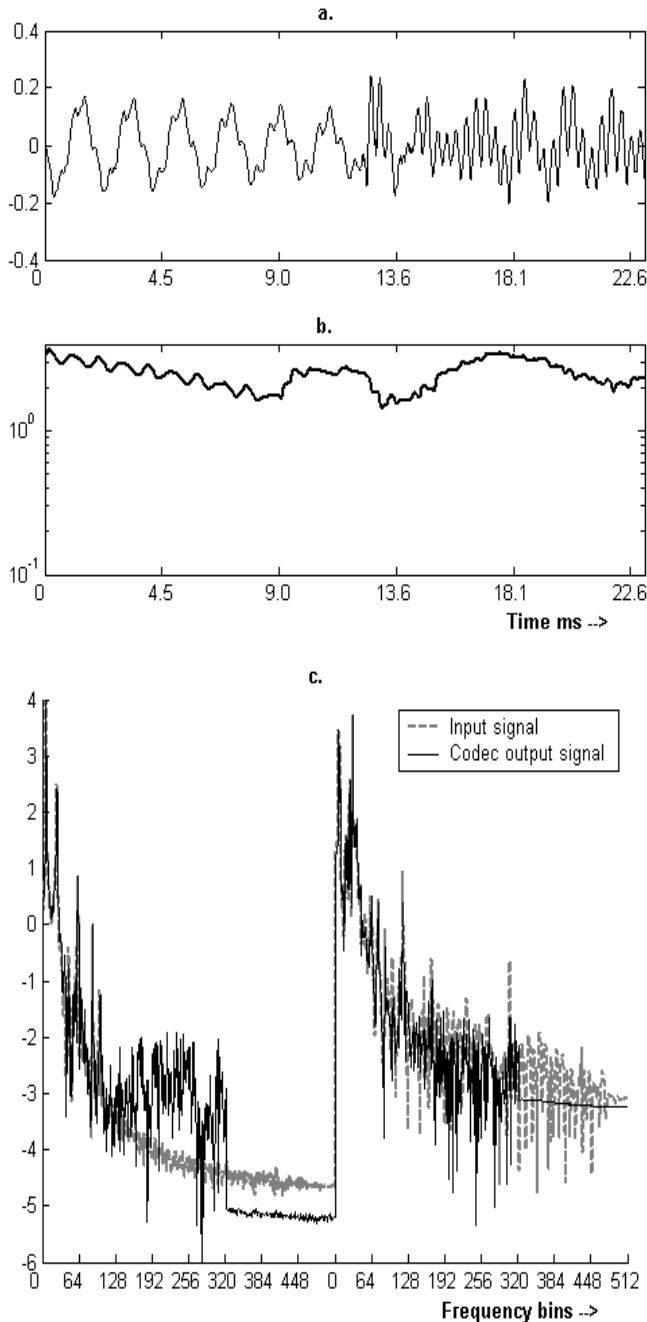 a.
0.4
0.2
0
-0.2
-0.4
0 4.5 9.0 13.6 18.1 22.6
b.
10^0
10^-1
0 4.5 9.0 13.6 18.1 22.6
Time ms -->
c.
4
3
2
1
0
-1
-2
-3
-4
-5
-6
Input signal
Codec output signal
0 64 128 192 256 320 384 448 0 64 128 192 256 320 384 448 512
Frequency bins -->